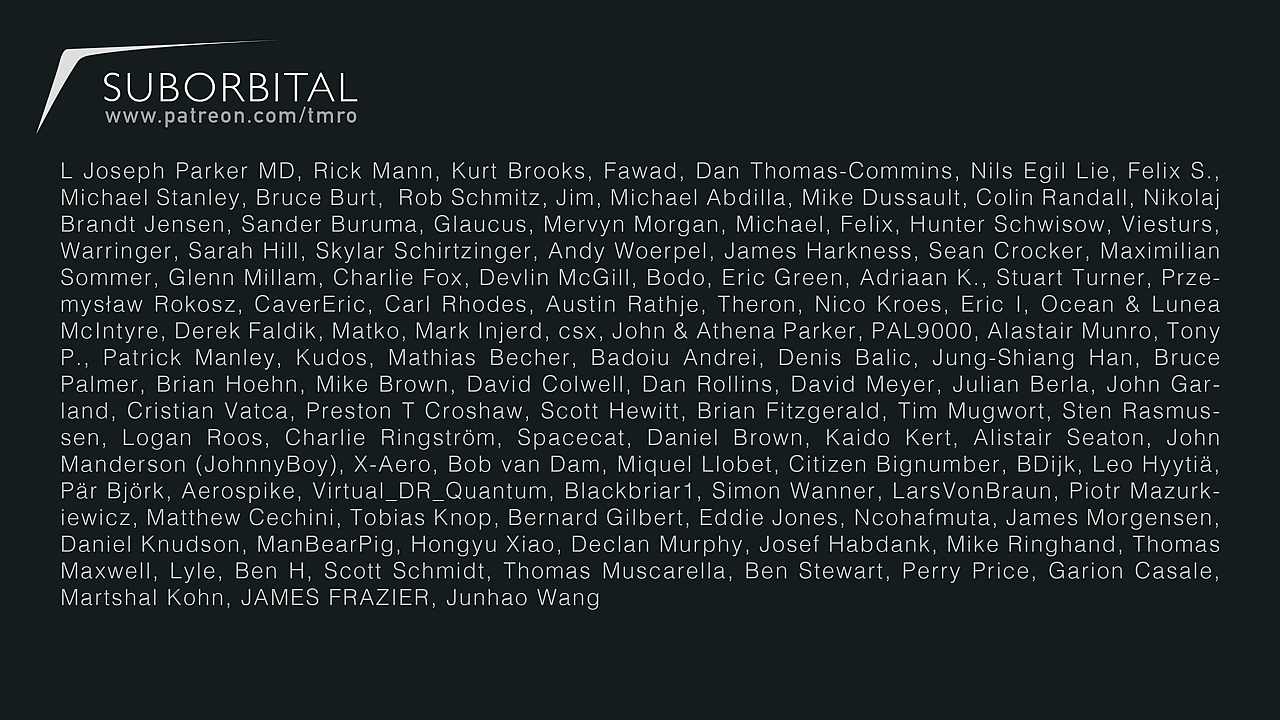 SUBORBITAL
www.patreon.com/tmro
L Joseph Parker MD, Rick Mann, Kurt Brooks, Fawad, Dan Thomas-Commins, Nils Egil Lie, Felix S.,
Michael Stanley, Bruce Burt,  Rob Schmitz, Jim, Michael Abdilla, Mike Dussault, Colin Randall, Nikolaj
Brandt Jensen, Sander Buruma, Glaucus, Mervyn Morgan, Michael, Felix, Hunter Schwisow, Viesturs,
Warringer, Sarah Hill, Skylar Schirtzinger, Andy Woerpel, James Harkness, Sean Crocker, Maximilian
Sommer, Glenn Millam, Charlie Fox, Devlin McGill, Bodo, Eric Green, Adriaan K., Stuart Turner, Prze-
mysław Rokosz, CaverEric, Carl Rhodes, Austin Rathje, Theron, Nico Kroes, Eric I, Ocean & Lunea
McIntyre, Derek Faldik, Matko, Mark Injerd, csx, John & Athena Parker, PAL9000, Alastair Munro, Tony
P., Patrick Manley, Kudos, Mathias Becher, Badoiu Andrei, Denis Balic, Jung-Shiang Han, Bruce
Palmer, Brian Hoehn, Mike Brown, David Colwell, Dan Rollins, David Meyer, Julian Berla, John Gar-
land, Cristian Vatca, Preston T Croshaw, Scott Hewitt, Brian Fitzgerald, Tim Mugwort, Sten Rasmus-
sen, Logan Roos, Charlie Ringström, Spacecat, Daniel Brown, Kaido Kert, Alistair Seaton, John
Manderson (JohnnyBoy), X-Aero, Bob van Dam, Miquel Llobet, Citizen Bignumber, BDijk, Leo Hyytiä,
Pär Björk, Aerospike, Virtual_DR_Quantum, Blackbriar1, Simon Wanner, LarsVonBraun, Piotr Mazurk-
iewicz, Matthew Cechini, Tobias Knop, Bernard Gilbert, Eddie Jones, Ncohafmuta, James Morgensen,
Daniel Knudson, ManBearPig, Hongyu Xiao, Declan Murphy, Josef Habdank, Mike Ringhand, Thomas
Maxwell, Lyle, Ben H, Scott Schmidt, Thomas Muscarella, Ben Stewart, Perry Price, Garion Casale,
Martshal Kohn, JAMES FRAZIER, Junhao Wang